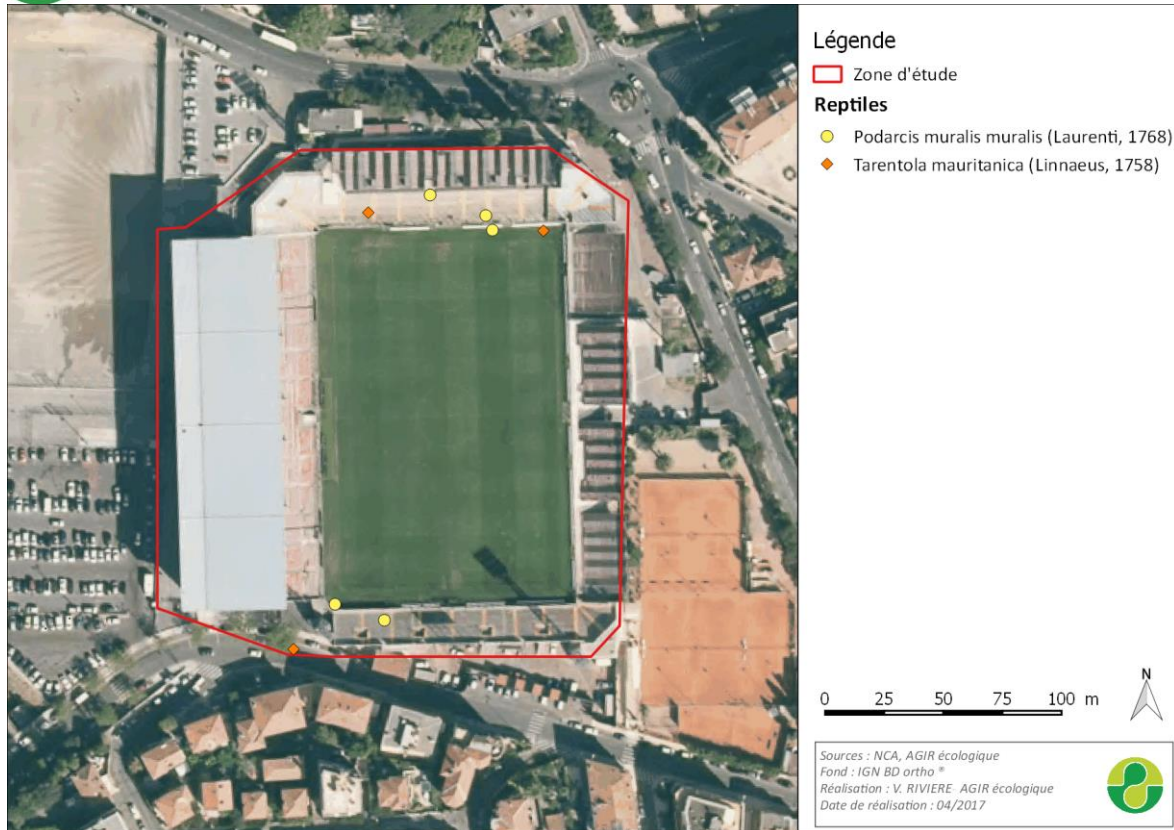 Légende
Zone d'étude
Reptiles
Podarcis muralis muralis (Laurenti, 1768)
Tarentola mauritanica (Linnaeus, 1758)
N
0 25 50 75 100 m
Sources : NCA, AGIR écologique
Fond : IGN BD ortho ®
Réalisation : V. RIVIERE- AGIR écologique
Date de réalisation : 04/2017